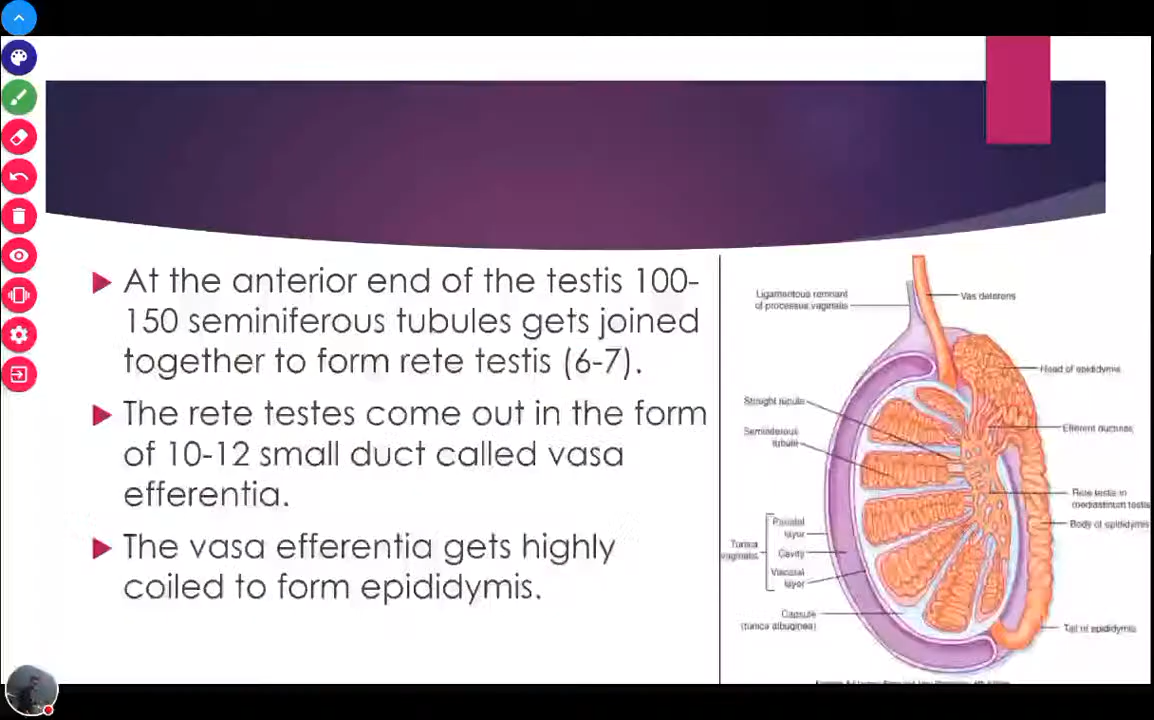 At the anterior end of the testis 100-
150 seminiferous tubules gets joined
together to form rete testis (6-7).
The rete testes come out in the form
of 10-12 small duct called vasa
efferentia.
The vasa efferentia gets highly
coiled to form epididymis.
Ligamentous remnant
of processus vaginalis
Vas deferens
Head of epididymis
Straight tubule
Seminiferous
tubule
Efferent ductules
Rete testis in
mediastinum testis
Body of epididymis
Parietal
layer
Tunica
vaginalis
Cavity
Visceral
layer
Capsule
(tunica albuginea)
Tail of epididymis